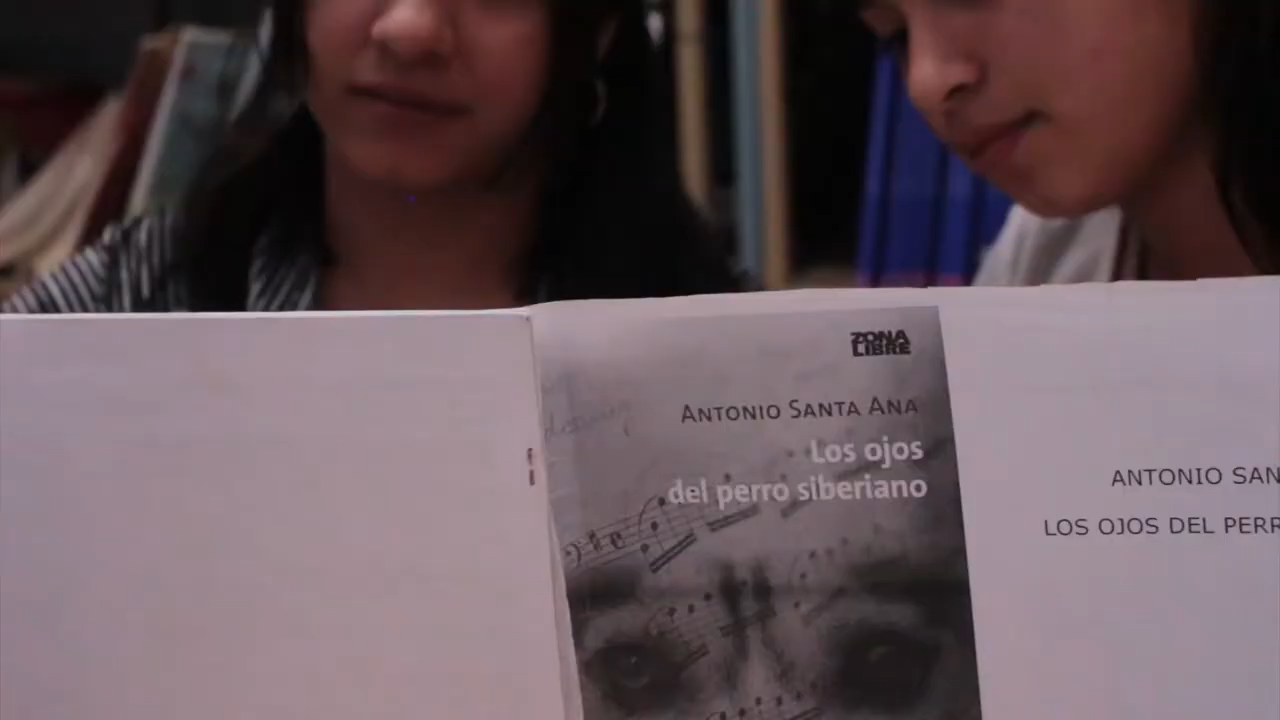 ZONA
LIBRE
ANTONIO SANTA ANA
Los ojos
del perro siberiano
ANTONIO SAN
LOS OJOS DEL PERR